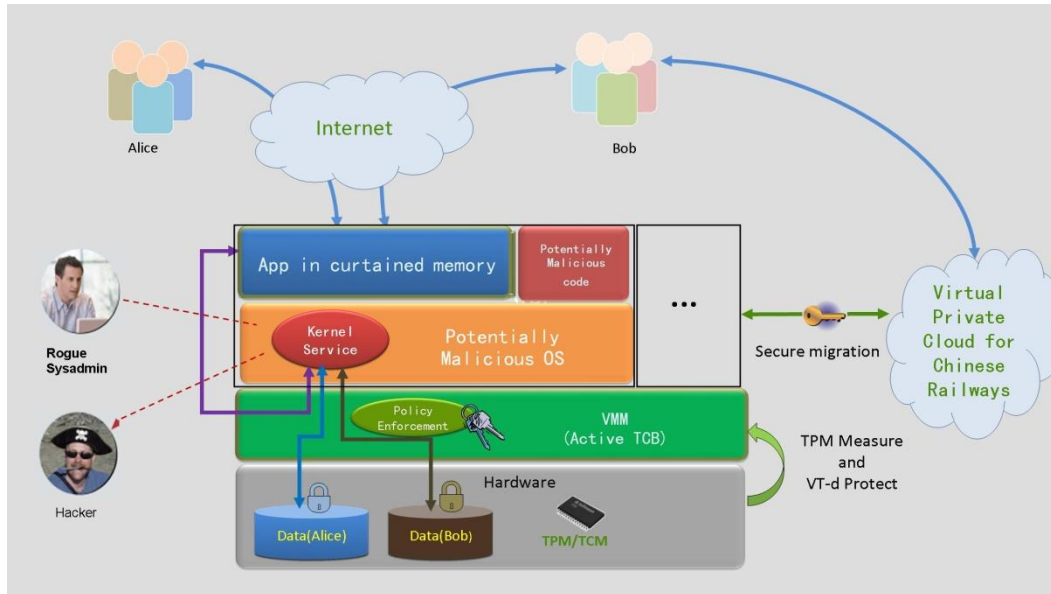 Alice
Bob
Internet
App in curtained memory
Potentially
Malicious
code
...
Kernel
Service
Potentially
Malicious OS
Rogue
Sysadmin
Hacker
Secure migration
Virtual
Private
Cloud for
Chinese
Railways
Policy
Enforcement
VMM
(Active TCB)
TPM Measure
and
VT-d Protect
Hardware
Data(Alice)
Data(Bob)
TPM/TCM